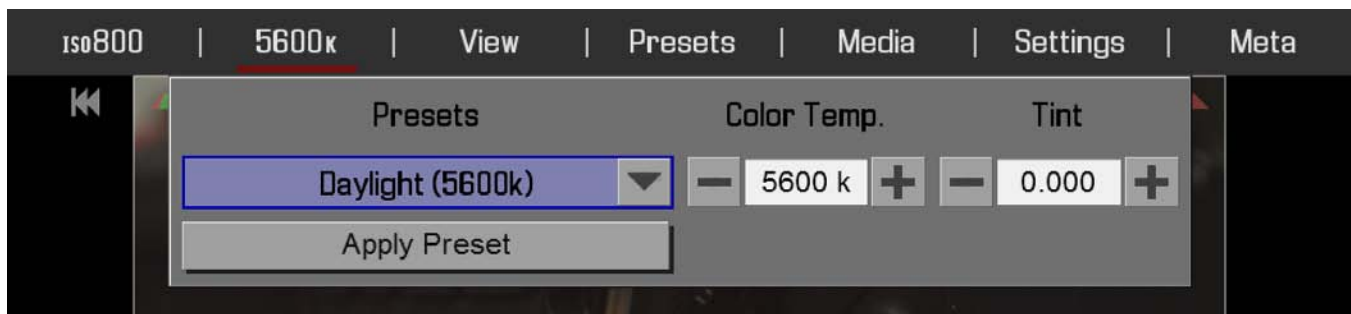 ISO800 | 5600K | View | Presets | Media | Settings | Meta
Presets Color Temp. Tint
Daylight (5600k) 5600 k 0.000
Apply Preset